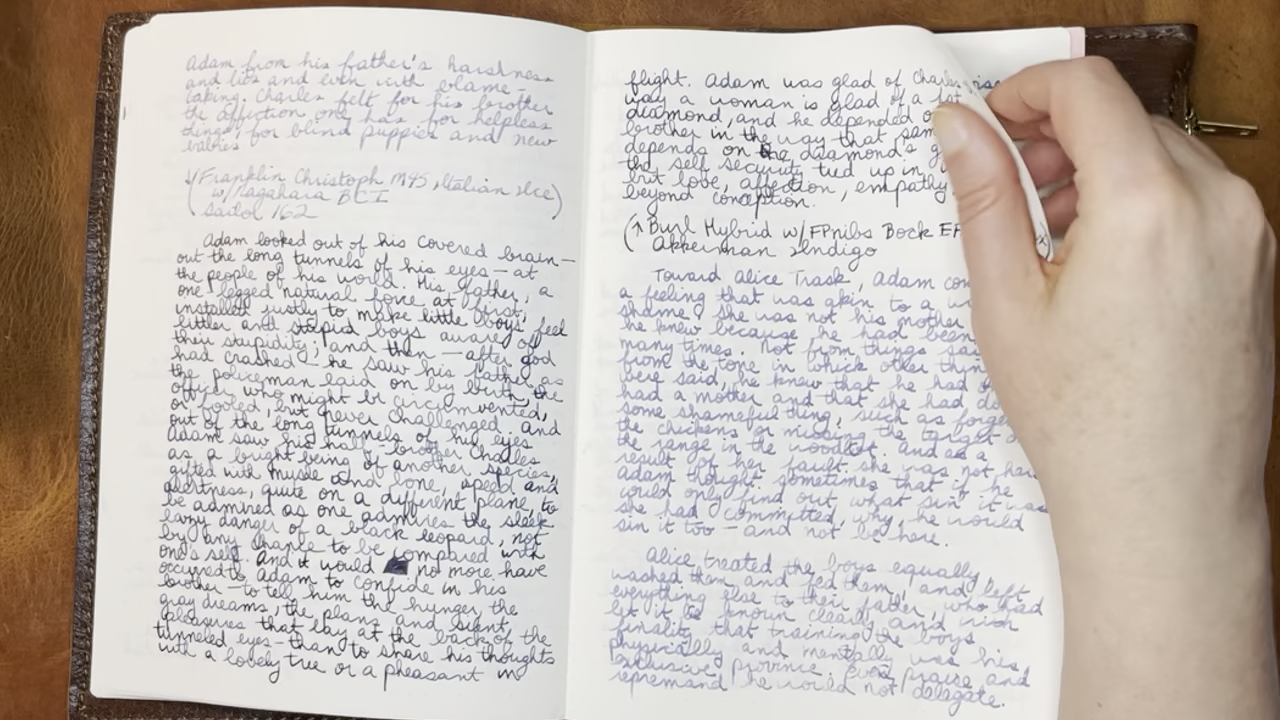 Adam from his father's harshness
and lies and even with blame-
taking. Charles felt for his brother
the affection one has for helpless
things, for blind puppies and new
babies
(↓Franklin Christoph M45, Italian Ice
w/Nagahara BCI
Sailol 162)
Adam looked out of his covered brain—
out the long tunnels of his eyes—at
the people of his world. His father, a
one legged natural force at first,
installed justly to make little boys feel
littler and stupid boys aware of
their stupidity; and then—after god
had crashed—he saw his father as
the policeman laid on by birth, the
officer who might be circumvented,
or fooled, but never challenged. and
out of the long tunnels of his eyes
Adam saw his half-brother Charles
as a bright being of another species,
gifted with muscle and bone, speed and
alertness, quite on a different plane, to
be admired as one admires the sleek
lazy danger of a black leopard, not
by any chance to be compared with
one's self. And it would no more have
occured to Adam to confide in his
brother—to tell him the hunger, the
gray dreams, the plans and silent
pleasures that lay at the back of the
tunneled eyes—than to share his thoughts
with a lovely tree or a pheasant in
flight. Adam was glad of Charles
way a woman is glad of a
diamond, and he depended
brother in the way that
depends on the diamond's
the self security tied up in
but love, affection, empathy
beyond conception.
(↑ Burl Hybrid w/FPnibs Bock EF
Akkerman Indigo
Toward Alice Trask, Adam
a feeling that was akin to a
shame. She was not his mother
he knew because he had been
many times. Not from things
from the tone in which other
were said, he knew that he had
had a mother and that she had
some shameful thing, such as
the chickens or missing the target
the range in the woodlot. And as a
result of her fault she was not
Adam thought sometimes that if he
could only find out what sin it was
she had committed, why, he would
sin it too—and not be here.
Alice treated the boys equally,
washed them and fed them, and left
everything else to their father, who had
let it be known clearly and with
finality that training the boys
physically and mentally was his
exclusive province. Even praise and
reprimand he would not delegate.